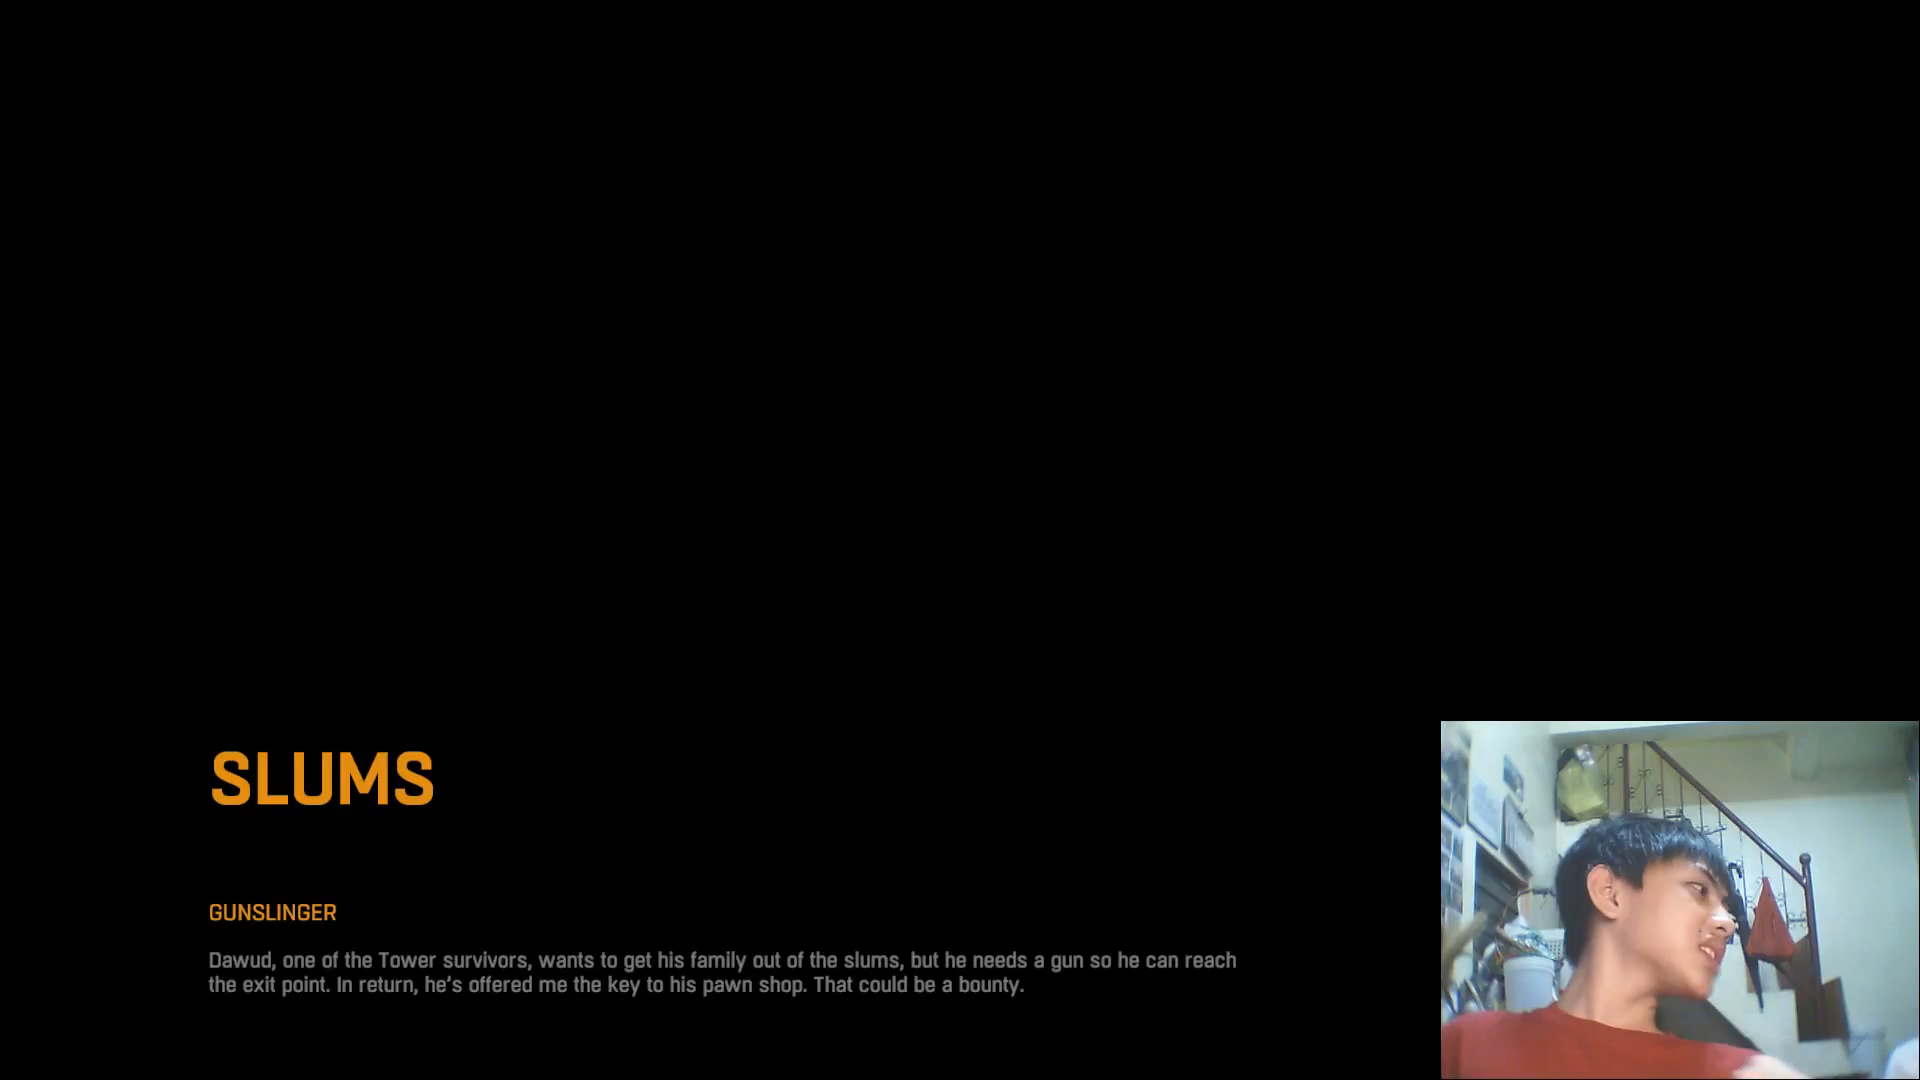 SLUMS
GUNSLINGER
Dawud, one of the Tower survivors, wants to get his family out of the slums, but he needs a gun so he can reach
the exit point. In return, he's offered me the key to his pawn shop. That could be a bounty.